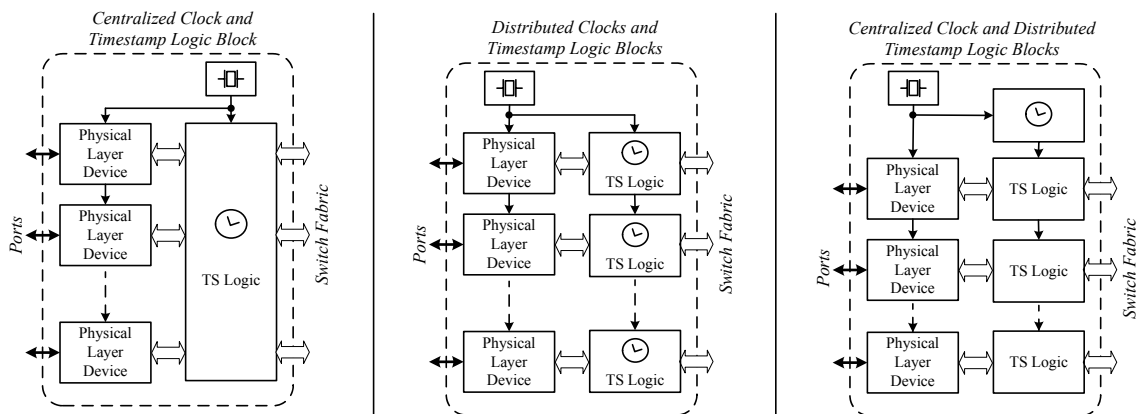 Centralized Clock and
Timestamp Logic Block
Ports
Physical
Layer
Device
Physical
Layer
Device
Physical
Layer
Device
TS Logic
Switch Fabric
Distributed Clocks and
Timestamp Logic Blocks
Ports
Physical
Layer
Device
TS Logic
Physical
Layer
Device
TS Logic
Physical
Layer
Device
TS Logic
Switch Fabric
Centralized Clock and Distributed
Timestamp Logic Blocks
Ports
Physical
Layer
Device
TS Logic
Physical
Layer
Device
TS Logic
Physical
Layer
Device
TS Logic
Switch Fabric